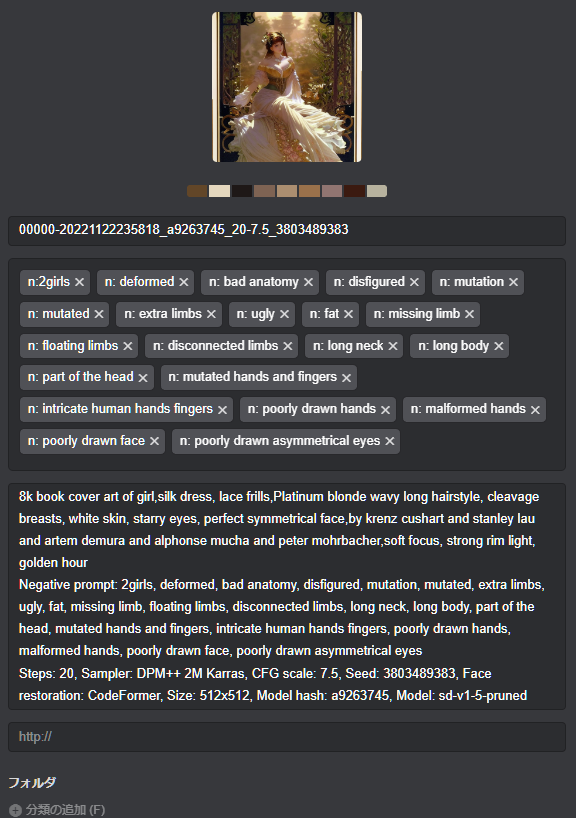 00000-20221122235818_a9263745_20-7.5_3803489383
n:2girls ✕ n: deformed ✕ n: bad anatomy ✕ n: disfigured ✕ n: mutation ✕
n: mutated ✕ n: extra limbs ✕ n: ugly ✕ n: fat ✕ n: missing limb ✕
n: floating limbs ✕ n: disconnected limbs ✕ n: long neck ✕ n: long body ✕
n: part of the head ✕ n: mutated hands and fingers ✕
n: intricate human hands fingers ✕ n: poorly drawn hands ✕ n: malformed hands ✕
n: poorly drawn face ✕ n: poorly drawn asymmetrical eyes ✕
8k book cover art of girl,silk dress, lace frills,Platinum blonde wavy long hairstyle, cleavage
breasts, white skin, starry eyes, perfect symmetrical face,by krenz cushart and stanley lau
and artem demura and alphonse mucha and peter mohrbacher,soft focus, strong rim light,
golden hour
Negative prompt: 2girls, deformed, bad anatomy, disfigured, mutation, mutated, extra limbs,
ugly, fat, missing limb, floating limbs, disconnected limbs, long neck, long body, part of the
head, mutated hands and fingers, intricate human hands fingers, poorly drawn hands,
malformed hands, poorly drawn face, poorly drawn asymmetrical eyes
Steps: 20, Sampler: DPM++ 2M Karras, CFG scale: 7.5, Seed: 3803489383, Face
restoration: CodeFormer, Size: 512x512, Model hash: a9263745, Model: sd-v1-5-pruned
http://
フォルダ
分類の追加 (F)